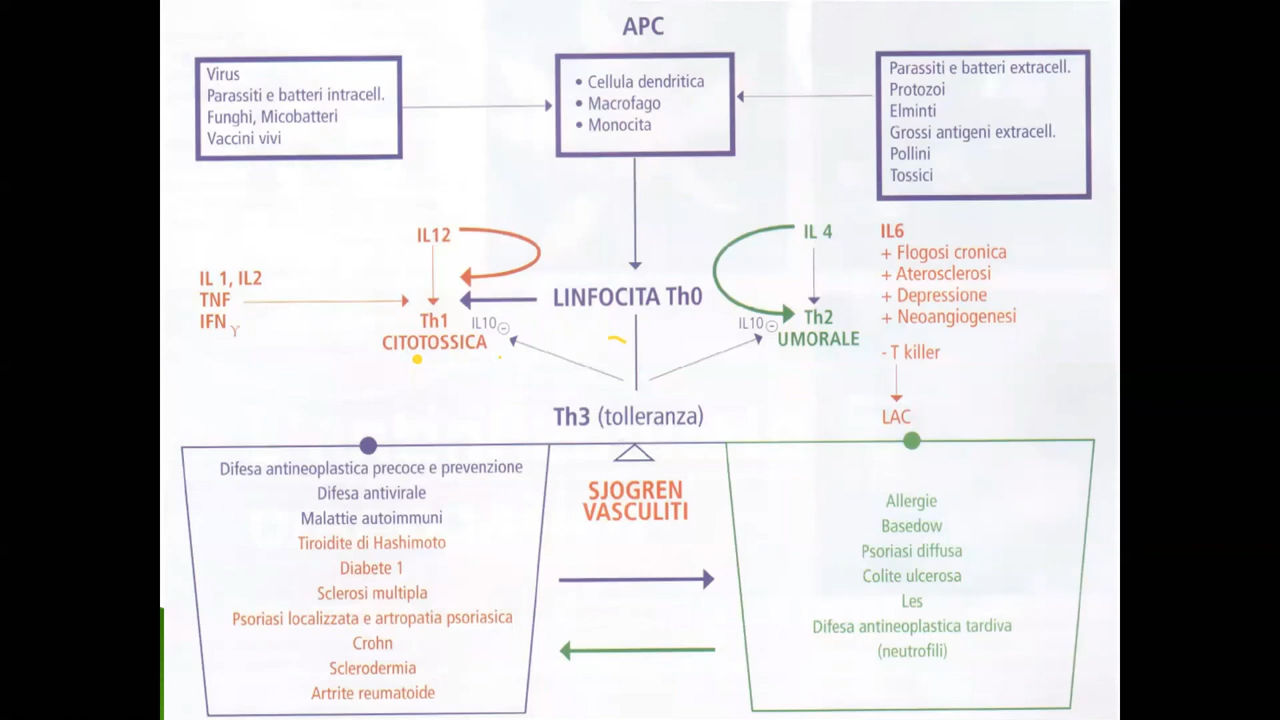 APC
Virus
Parassiti e batteri intracell.
Funghi, Micobatteri
Vaccini vivi
• Cellula dendritica
• Macrofago
• Monocita
Parassiti e batteri extracell.
Protozoi
Elminti
Grossi antigeni extracell.
Pollini
Tossici
IL12
IL 1, IL2
TNF
IFN γ
Th1
CITOTOSSICA
IL10 -
LINFOCITA Th0
IL 4
IL10 -
Th2
UMORALE
IL6
+ Flogosi cronica
+ Aterosclerosi
+ Depressione
+ Neoangiogenesi
- T killer
LAC
Th3 (tolleranza)
SJOGREN
VASCULITI
Difesa antineoplastica precoce e prevenzione
Difesa antivirale
Malattie autoimmuni
Tiroidite di Hashimoto
Diabete 1
Sclerosi multipla
Psoriasi localizzata e artropatia psoriasica
Crohn
Sclerodermia
Artrite reumatoide
Allergie
Basedow
Psoriasi diffusa
Colite ulcerosa
Les
Difesa antineoplastica tardiva
(neutrofili)